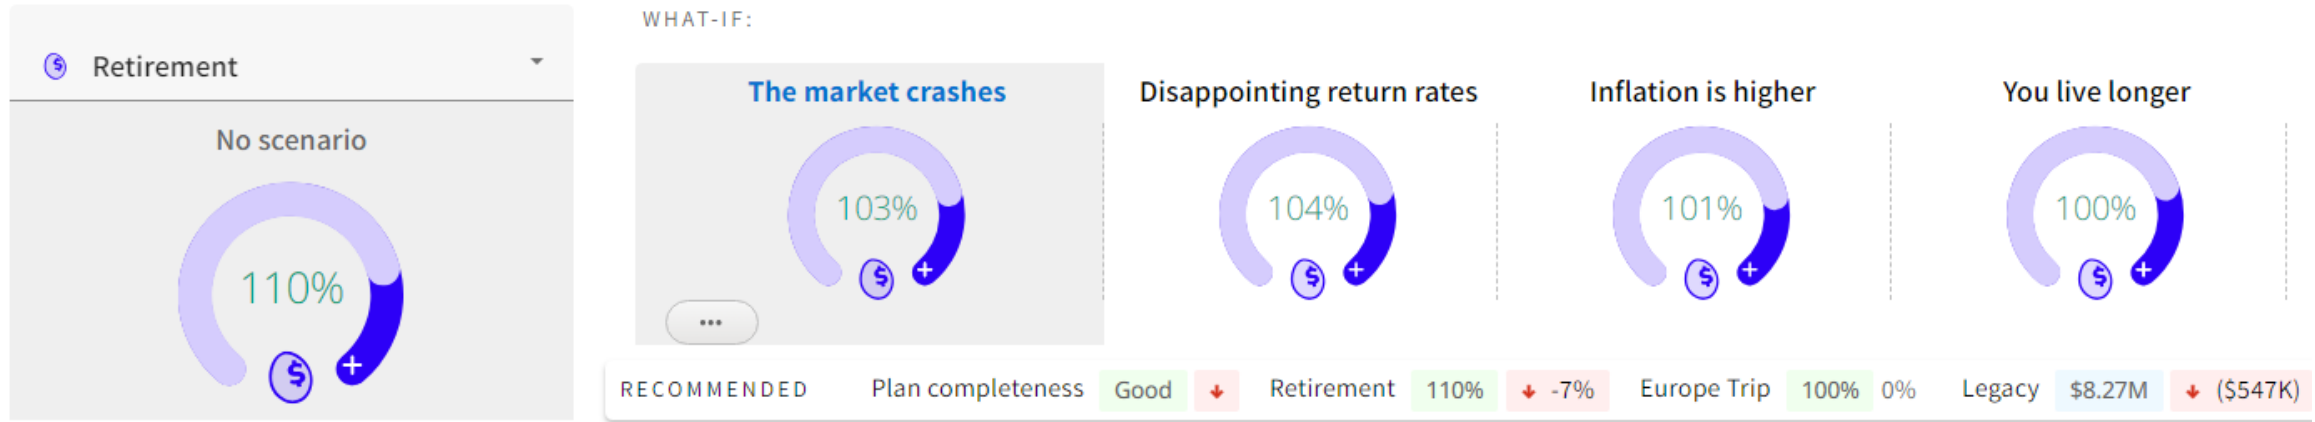 WHAT-IF:
Retirement
No scenario
110%
$
The market crashes
103%
$
...
Disappointing return rates
104%
$
Inflation is higher
101%
$
You live longer
100%
$
RECOMMENDED Plan completeness Good Retirement 110% -7% Europe Trip 100% 0% Legacy $8.27M ($547K)